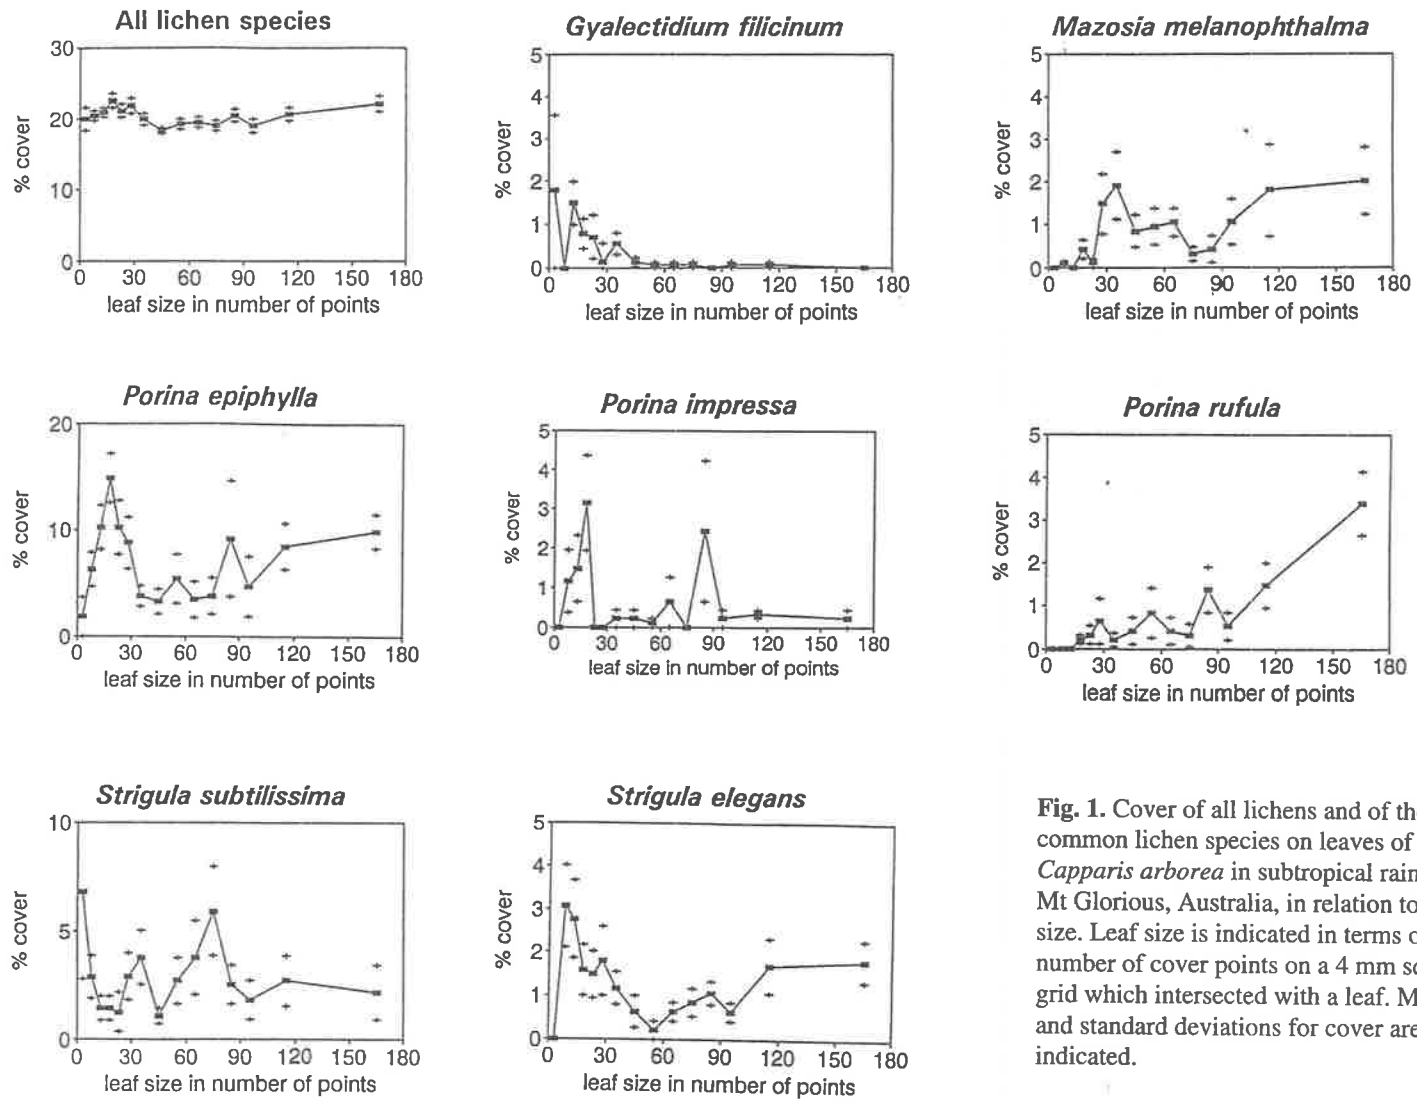 All lichen species
30
20
10
0
% cover
0 30 60 90 120 150 180
leaf size in number of points
Gyalectidium filicinum
5
4
3
2
1
0
% cover
0 30 60 90 120 150 180
leaf size in number of points
Mazosia melanophthalma
5
4
3
2
1
0
% cover
0 30 60 90 120 150 180
leaf size in number of points
Porina epiphylla
20
10
0
% cover
0 30 60 90 120 150 180
leaf size in number of points
Porina impressa
5
4
3
2
1
0
% cover
0 30 60 90 120 150 180
leaf size in number of points
Porina rufula
5
4
3
2
1
0
% cover
0 30 60 90 120 150 180
leaf size in number of points
Strigula subtilissima
10
5
0
% cover
0 30 60 90 120 150 180
leaf size in number of points
Strigula elegans
5
4
3
2
1
0
% cover
0 30 60 90 120 150 180
leaf size in number of points
Fig. 1. Cover of all lichens and of the
common lichen species on leaves of
Capparis arborea in subtropical rain
Mt Glorious, Australia, in relation to
size. Leaf size is indicated in terms o
number of cover points on a 4 mm sc
grid which intersected with a leaf. M
and standard deviations for cover are
indicated.